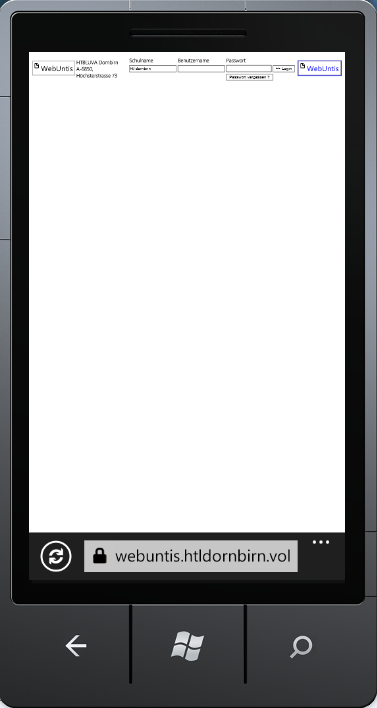 WebUntis
HTBLUVA Dornbirn
A-6850,
Höchsterstrasse 73
Schulname
Benutzername
Passwort
Login
Passwort vergessen ?
WebUntis
webuntis.htldornbirn.vol
...